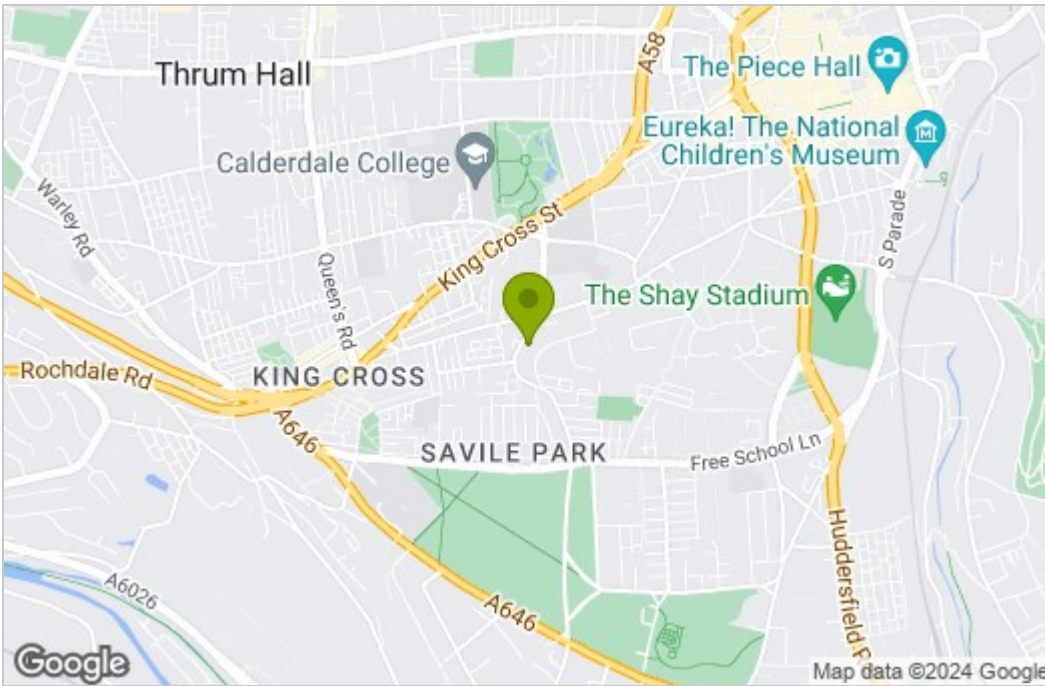 A58
Thrum Hall
The Piece Hall
Eureka! The National
Children's Museum
Calderdale College
Warley Rd
King Cross St
S Parade
Queen's Rd
The Shay Stadium
Rochdale Rd
KING CROSS
A646
SAVILE PARK
Free School Ln
Huddersfield R
A6026
A646
Google
Map data ©2024 Google